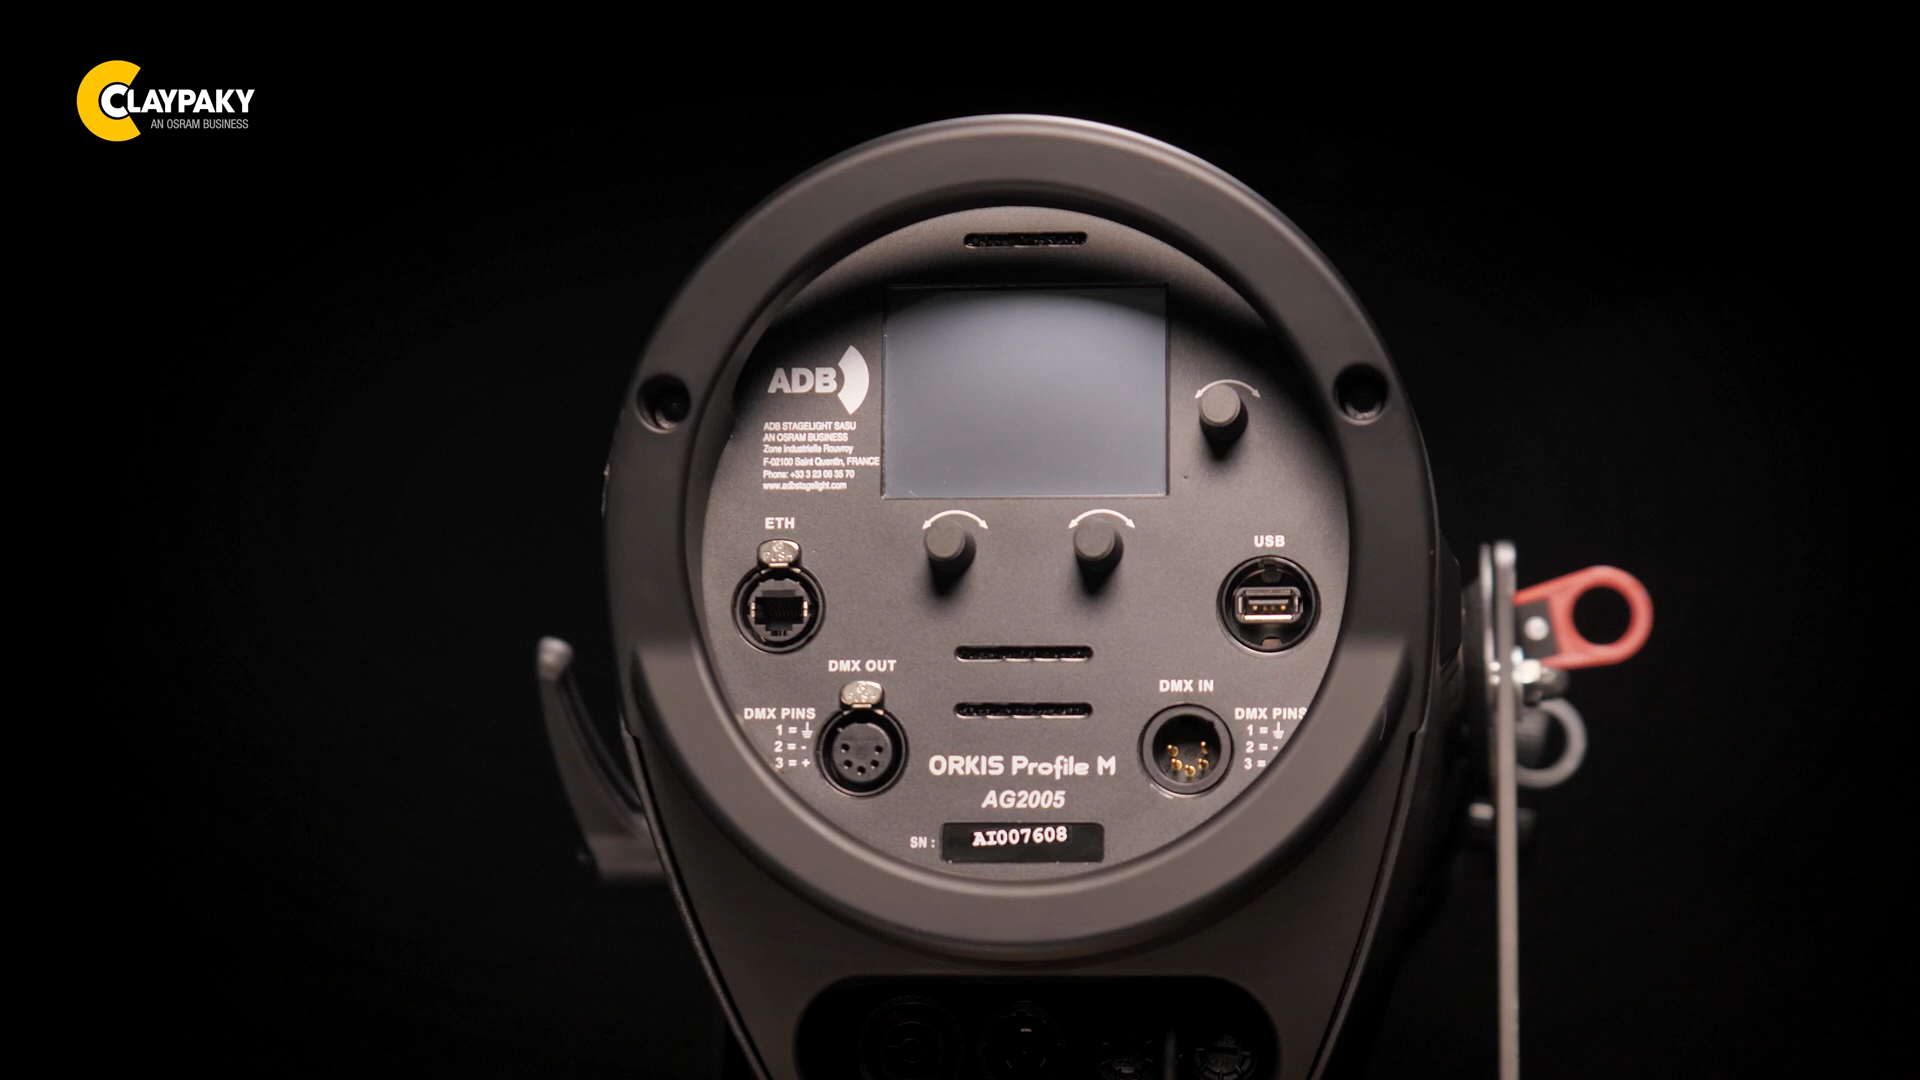 CLAYPAKY
AN OSRAM BUSINESS
ADB
ADB STAGELIGHT SASU
AN OSRAM BUSINESS
Zone Industrielle Rouvroy
F-02100 Saint Quentin, FRANCE
Phone: +33 3 23 06 35 70
www.adbstagelight.com
ETH
PUSH
USB
DMX OUT
DMX IN
DMX PINS
1 = ⏚
2 = -
3 = +
DMX PINS
1 = ⏚
2 = -
3 =
ORKIS Profile M
AG2005
SN : AI007608